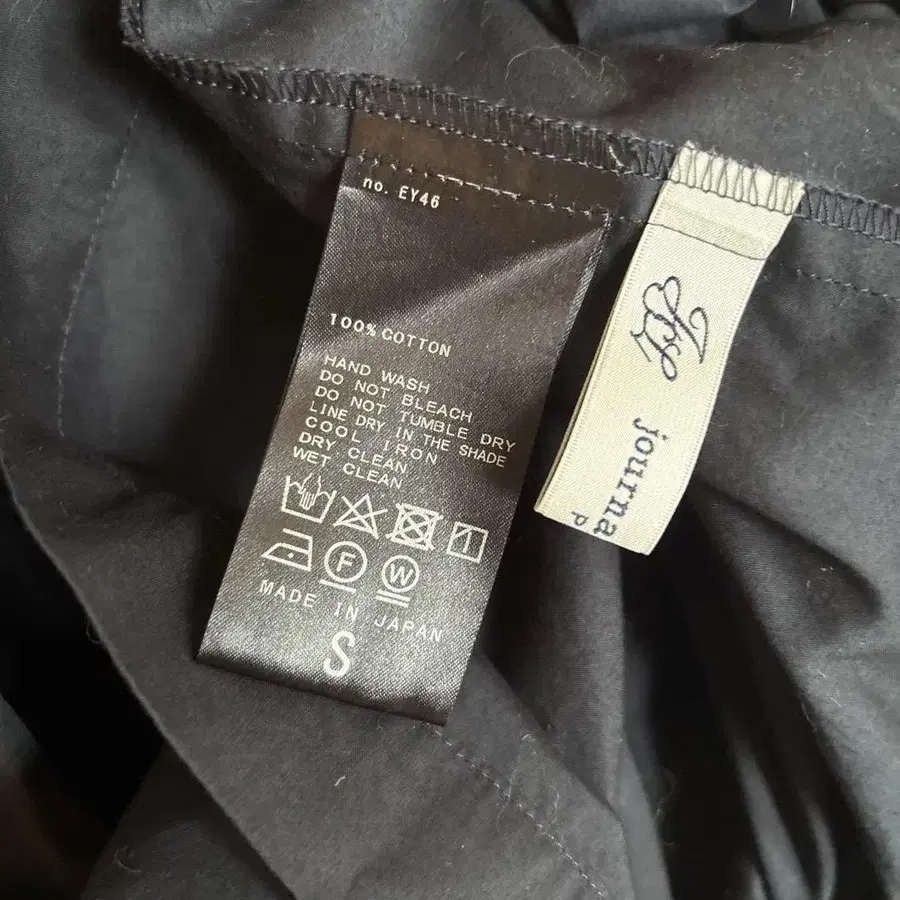 no. EY46
100% COTTON
HAND WASH
DO NOT BLEACH
DO NOT TUMBLE DRY
LINE DRY IN THE SHADE
COOL IRON
DRY CLEAN
WET CLEAN
F
W
MADE IN JAPAN
S
journa
P